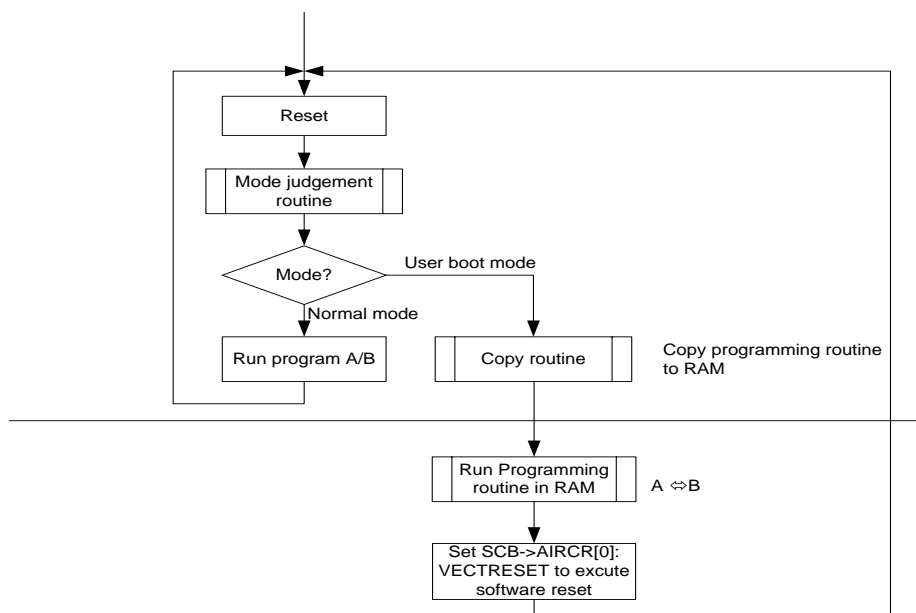 Reset
Mode judgement
routine
Mode?
User boot mode
Normal mode
Run program A/B
Copy routine
Copy programming routine
to RAM
Run Programming
routine in RAM
A ⇔B
Set SCB->AIRCR[0]:
VECTRESET to excute
software reset